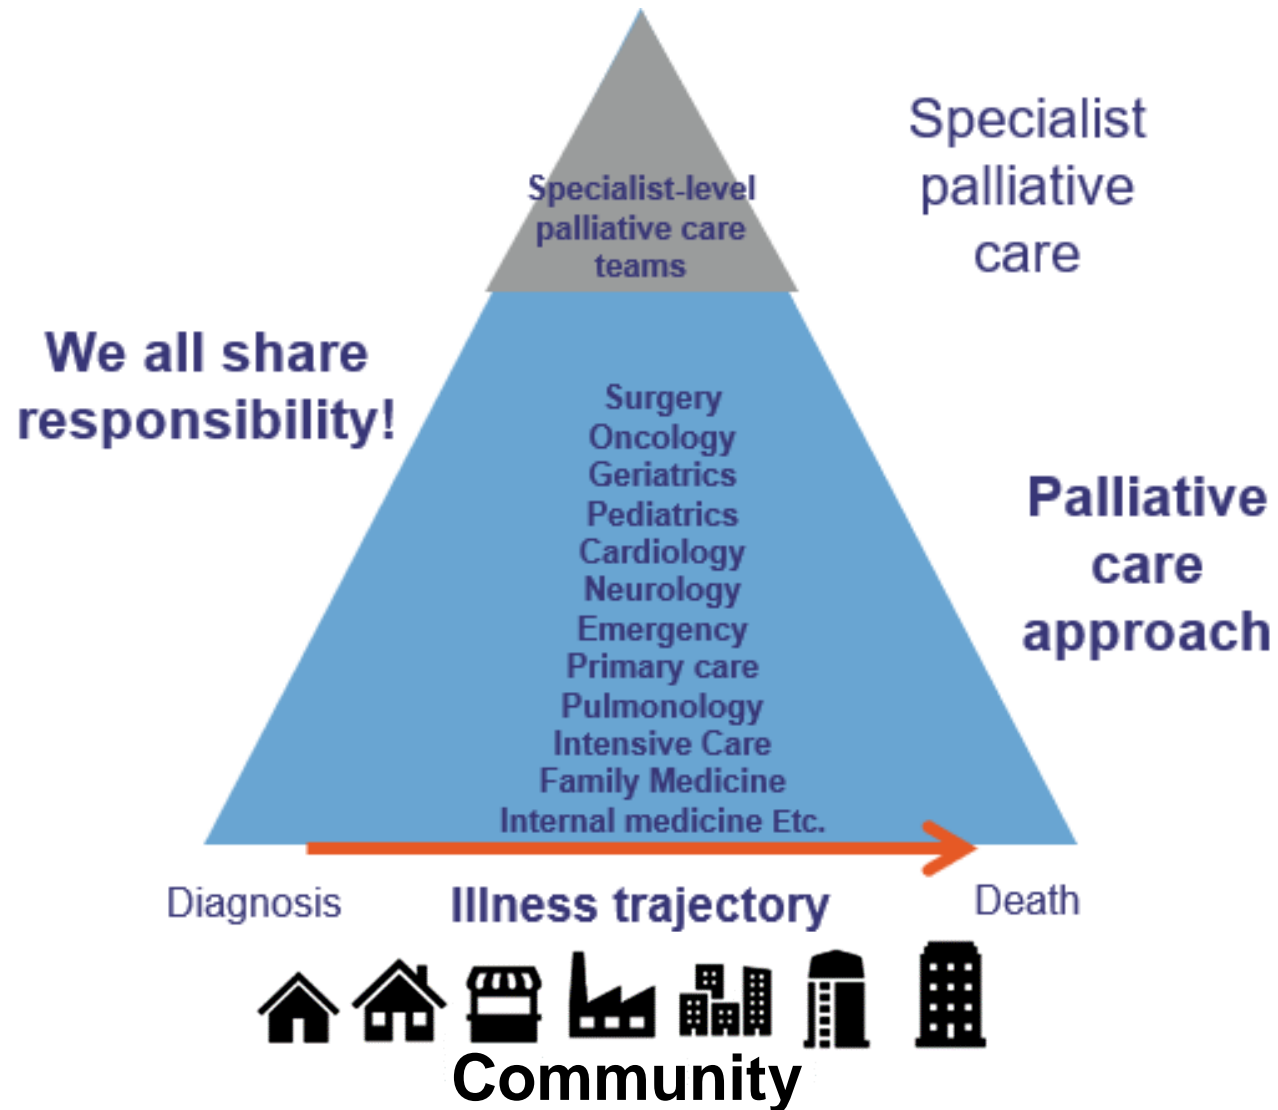 Specialist
palliative
care
Specialist-level
palliative care
teams
We all share
responsibility!
Surgery
Oncology
Geriatrics
Pediatrics
Cardiology
Neurology
Emergency
Primary care
Pulmonology
Intensive Care
Family Medicine
Internal medicine Etc.
Palliative
care
approach
Diagnosis
Illness trajectory
Death
Community